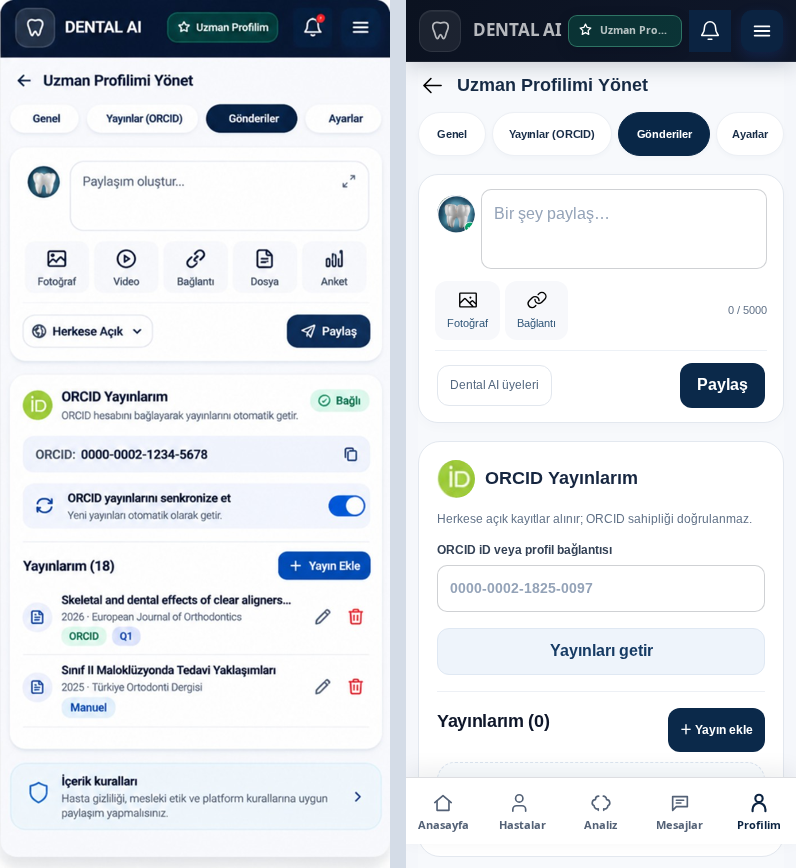 DENTAL AI
Uzman Profilim
Uzman Profilimi Yönet
Genel
Yayınlar (ORCID)
Gönderiler
Ayarlar
Paylaşım oluştur...
Fotoğraf
Video
Bağlantı
Dosya
Anket
Herkese Açık
Paylaş
iD
ORCID Yayınlarım
Bağlı
ORCID hesabını bağlayarak yayınlarını otomatik getir.
ORCID: 0000-0002-1234-5678
ORCID yayınlarını senkronize et
Yeni yayınları otomatik olarak getir.
Yayınlarım (18)
+ Yayın Ekle
Skeletal and dental effects of clear aligners...
2026 · European Journal of Orthodontics
ORCID
Q1
Sınıf II Maloklüzyonda Tedavi Yaklaşımları
2025 · Türkiye Ortodonti Dergisi
Manuel
İçerik kuralları
Hasta gizliliği, mesleki etik ve platform kurallarına uygun
paylaşım yapmalısınız.
DENTAL AI
Uzman Pro...
Uzman Profilimi Yönet
Genel
Yayınlar (ORCID)
Gönderiler
Ayarlar
Bir şey paylaş…
Fotoğraf
Bağlantı
0 / 5000
Dental AI üyeleri
Paylaş
iD
ORCID Yayınlarım
Herkese açık kayıtlar alınır; ORCID sahipliği doğrulanmaz.
ORCID iD veya profil bağlantısı
0000-0002-1825-0097
Yayınları getir
Yayınlarım (0)
+ Yayın ekle
Anasayfa
Hastalar
Analiz
Mesajlar
Profilim